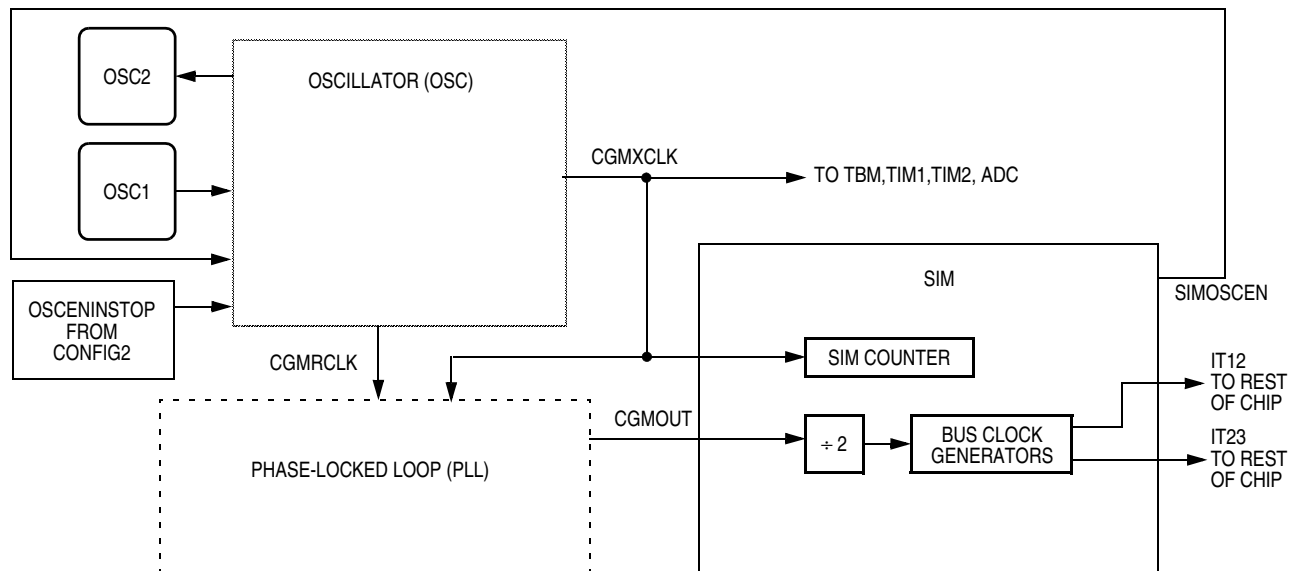 OSC2
OSCILLATOR (OSC)
CGMXCLK
TO TBM,TIM1,TIM2, ADC
OSC1
SIM
SIMOSCEN
OSCENINSTOP
FROM
CONFIG2
CGMRCLK
SIM COUNTER
IT12
TO REST
OF CHIP
CGMOUT
÷ 2
BUS CLOCK
GENERATORS
IT23
TO REST
OF CHIP
PHASE-LOCKED LOOP (PLL)